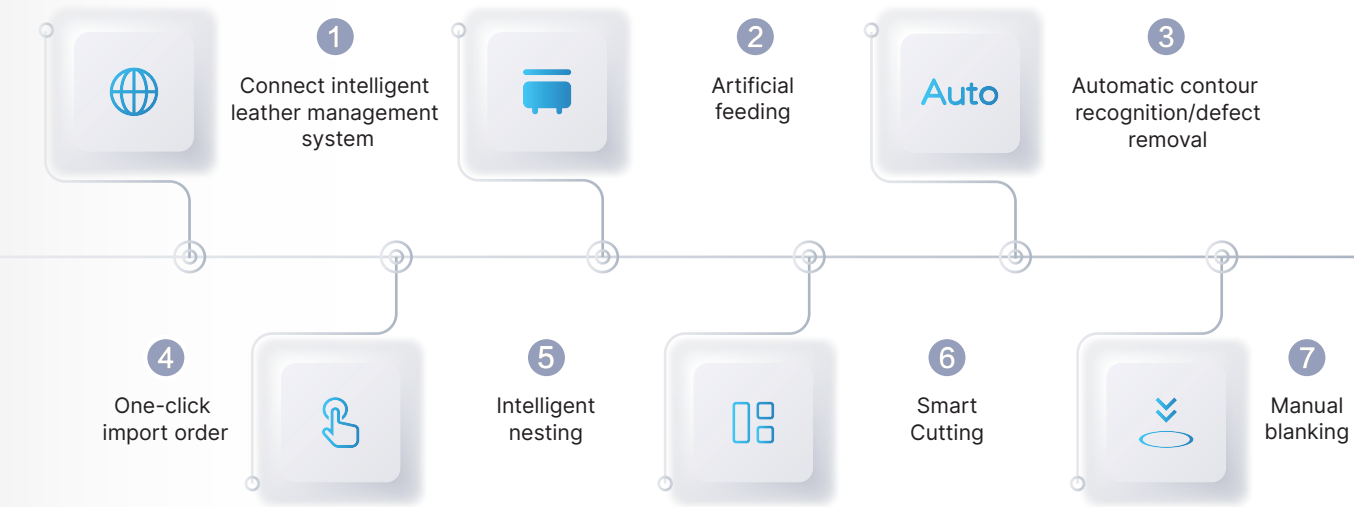 1
Connect intelligent
leather management
system
2
Artificial
feeding
Auto
3
Automatic contour
recognition/defect
removal
4
One-click
import order
5
Intelligent
nesting
6
Smart
Cutting
7
Manual
blanking